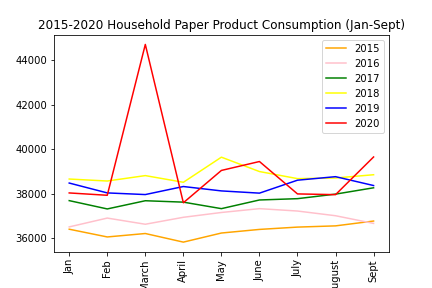 2015-2020 Household Paper Product Consumption (Jan-Sept)
44000
42000
40000
38000
36000
2015
2016
2017
2018
2019
2020
Jan
Feb
March
April
May
June
July
August
Sept